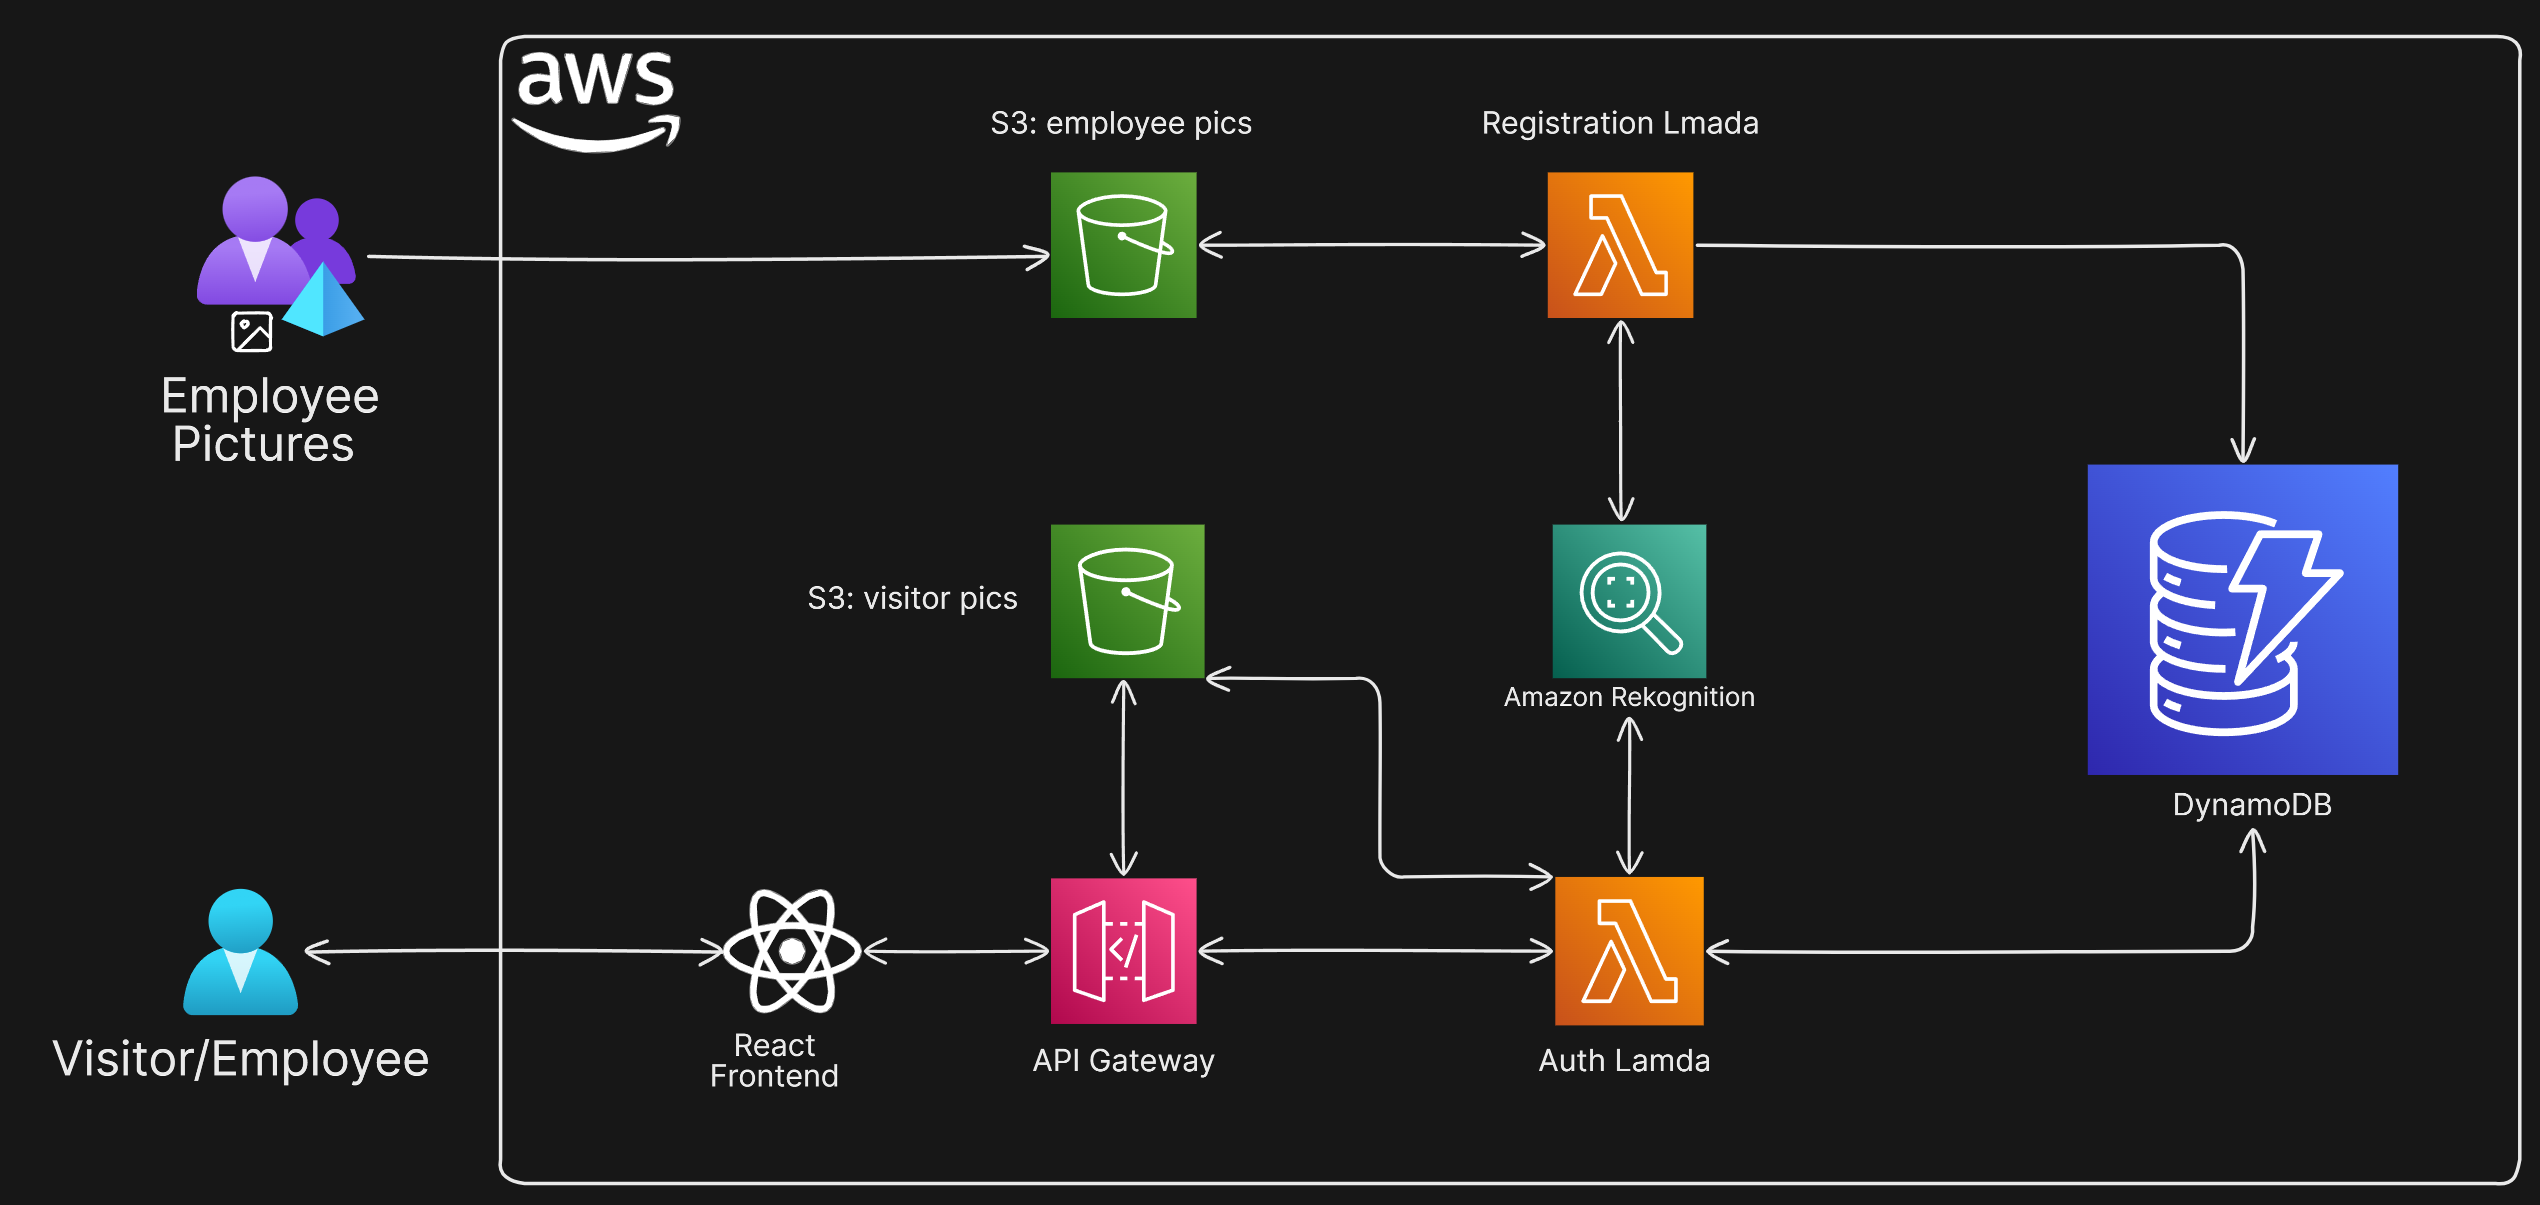 aws
S3: employee pics
Registration Lmada
Employee
Pictures
S3: visitor pics
Amazon Rekognition
DynamoDB
React
Frontend
API Gateway
Auth Lamda
Visitor/Employee